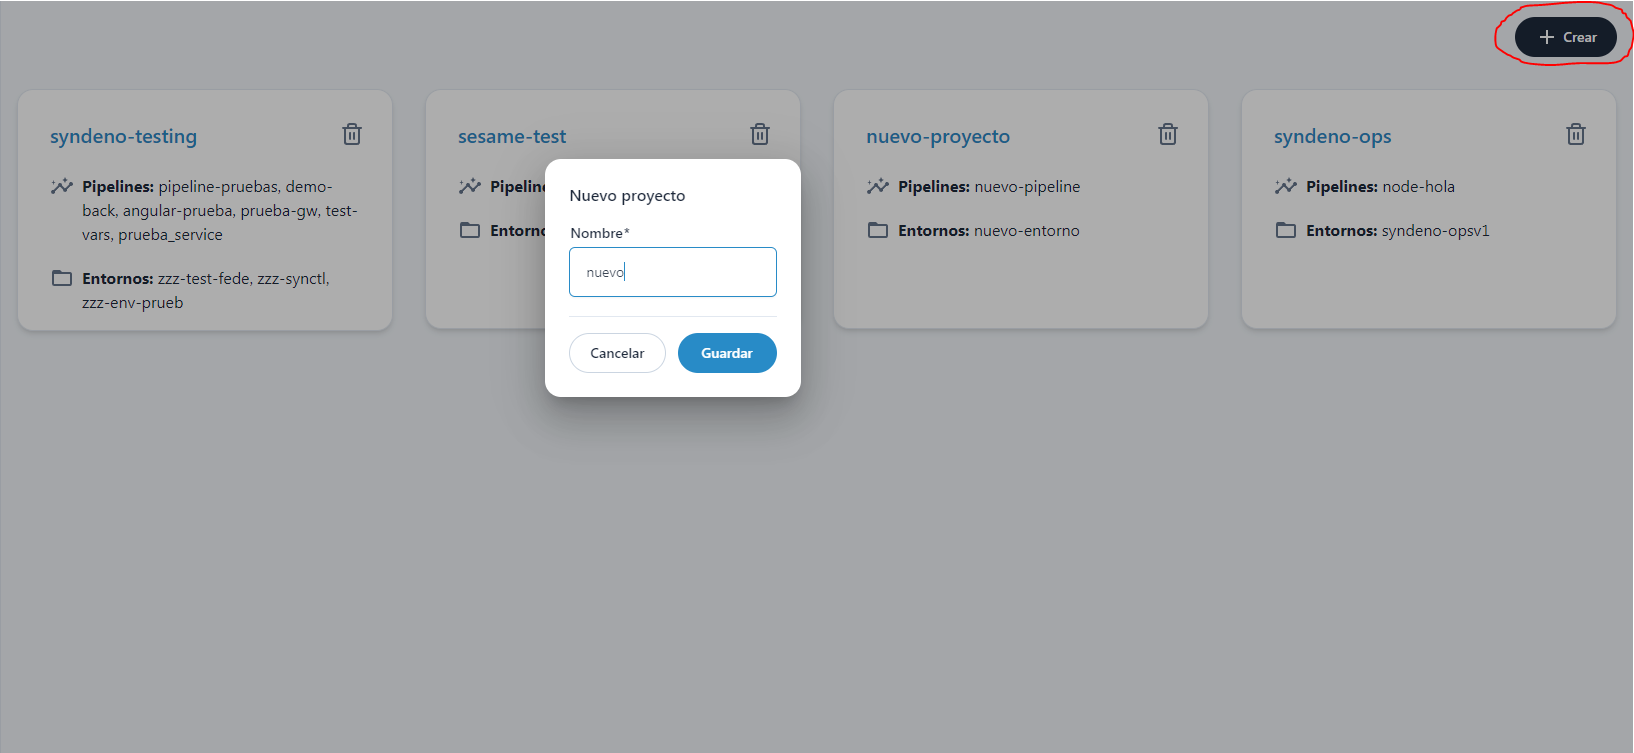 Crear
syndeno-testing
Pipelines: pipeline-pruebas, demo-
back, angular-prueba, prueba-gw, test-
vars, prueba_service
Entornos: zzz-test-fede, zzz-synctl,
zzz-env-prueb
sesame-test
nuevo-proyecto
Pipelines: nuevo-pipeline
Entornos: nuevo-entorno
syndeno-ops
Pipelines: node-hola
Entornos: syndeno-opsv1
Nuevo proyecto
Nombre*
nuevo
Cancelar
Guardar